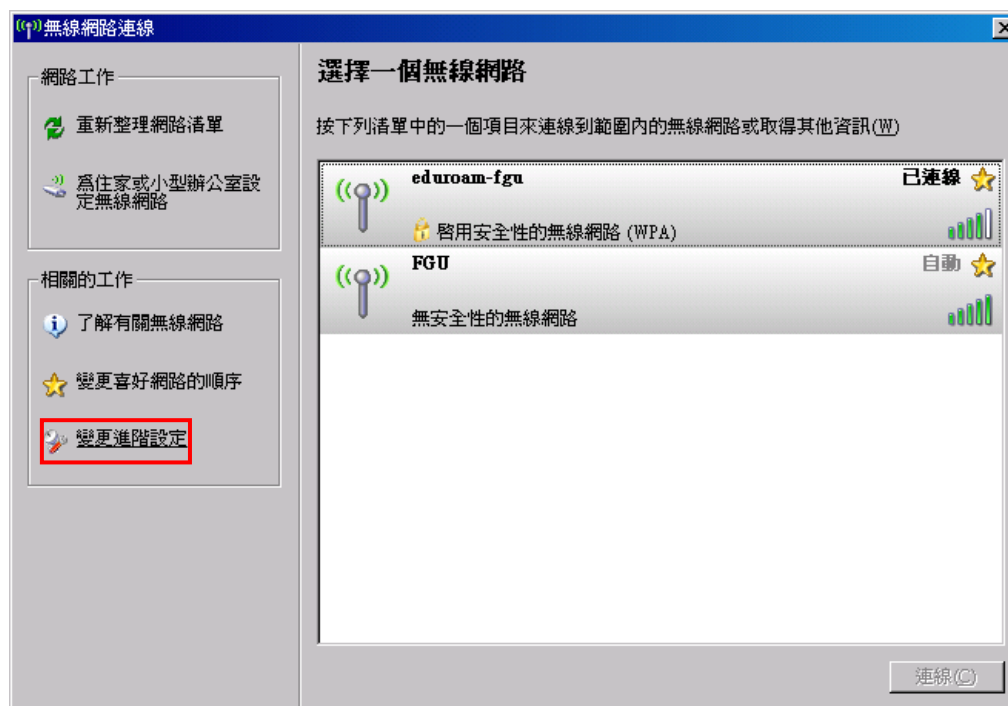 無線網路連線
網路工作
重新整理網路清單
為住家或小型辦公室設
定無線網路
相關的工作
了解有關無線網路
變更喜好網路的順序
變更進階設定
選擇一個無線網路
按下列清單中的一個項目來連線到範圍內的無線網路或取得其他資訊(W)
eduroam-fgu
已連線
啓用安全性的無線網路 (WPA)
FGU
自動
無安全性的無線網路
連線(C)